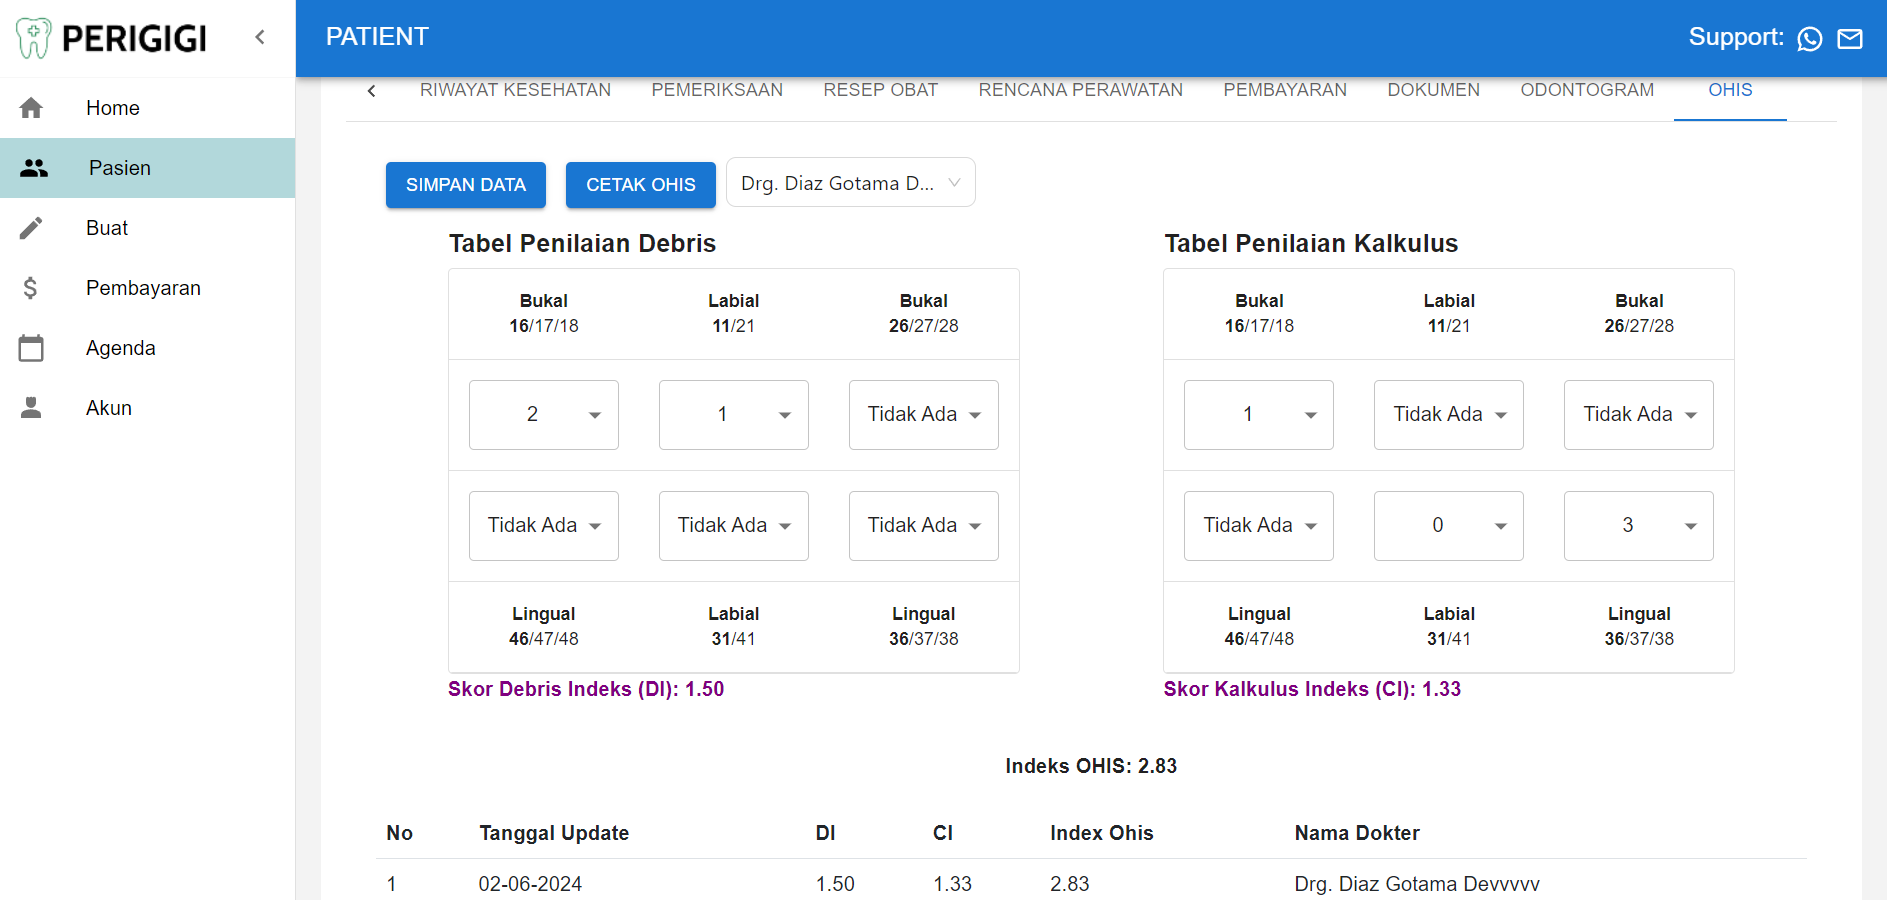 PERIGIGI
PATIENT
Support:
Home
Pasien
Buat
Pembayaran
Agenda
Akun
RIWAYAT KESEHATAN PEMERIKSAAN RESEP OBAT RENCANA PERAWATAN PEMBAYARAN DOKUMEN ODONTOGRAM OHIS
SIMPAN DATA CETAK OHIS Drg. Diaz Gotama D...
Tabel Penilaian Debris
Bukal Labial Bukal
16/17/18 11/21 26/27/28
2 1 Tidak Ada
Tidak Ada Tidak Ada Tidak Ada
Lingual Labial Lingual
46/47/48 31/41 36/37/38
Skor Debris Indeks (DI): 1.50
Tabel Penilaian Kalkulus
Bukal Labial Bukal
16/17/18 11/21 26/27/28
1 Tidak Ada Tidak Ada
Tidak Ada 0 3
Lingual Labial Lingual
46/47/48 31/41 36/37/38
Skor Kalkulus Indeks (CI): 1.33
Indeks OHIS: 2.83
No Tanggal Update DI CI Index Ohis Nama Dokter
1 02-06-2024 1.50 1.33 2.83 Drg. Diaz Gotama Devvvvv